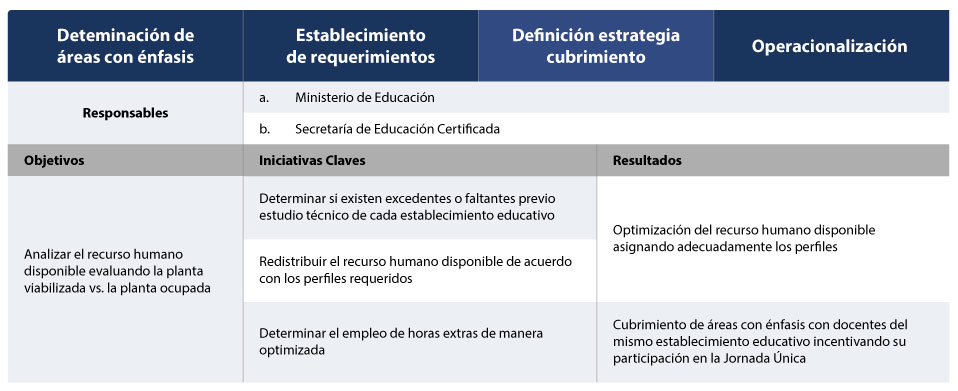 Deteminación de
áreas con énfasis
Establecimiento
de requerimientos
Definición estrategia
cubrimiento
Operacionalización
Responsables
a. Ministerio de Educación
b. Secretaría de Educación Certificada
Objetivos
Iniciativas Claves
Resultados
Analizar el recurso humano
disponible evaluando la planta
viabilizada vs. la planta ocupada
Determinar si existen excedentes o faltantes previo
estudio técnico de cada establecimiento educativo
Redistribuir el recurso humano disponible de acuerdo
con los perfiles requeridos
Determinar el empleo de horas extras de manera
optimizada
Optimización del recurso humano disponible
asignando adecuadamente los perfiles
Cubrimiento de áreas con énfasis con docentes del
mismo establecimiento educativo incentivando su
participación en la Jornada Única